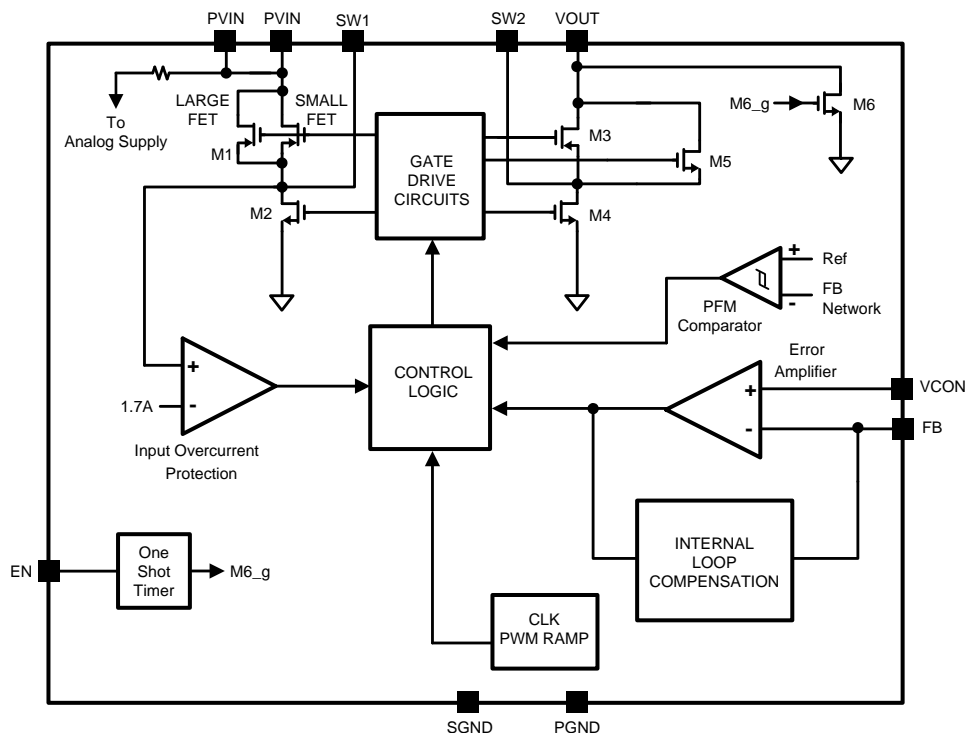 PVIN PVIN SW1 SW2 VOUT
To
Analog Supply
LARGE
FET
SMALL
FET
M1
M2
GATE
DRIVE
CIRCUITS
M3
M5
M4
M6_g
M6
+
-
Ref
FB
Network
PFM
Comparator
CONTROL
LOGIC
+
-
1.7A
Input Overcurrent
Protection
Error
Amplifier
+
-
VCON
FB
INTERNAL
LOOP
COMPENSATION
EN
One
Shot
Timer
M6_g
CLK
PWM RAMP
SGND PGND